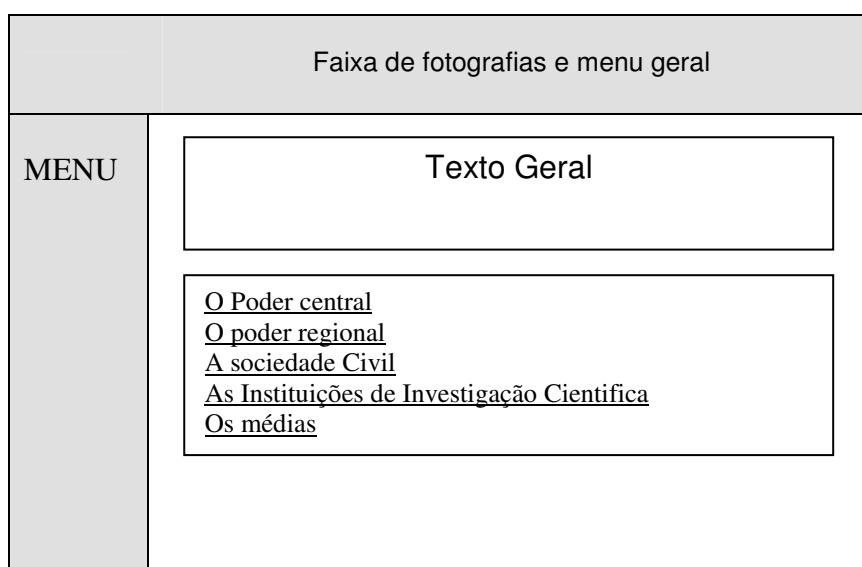 Faixa de fotografias e menu geral
MENU
Texto Geral
O Poder central
O poder regional
A sociedade Civil
As Instituições de Investigação Cientifica
Os médias